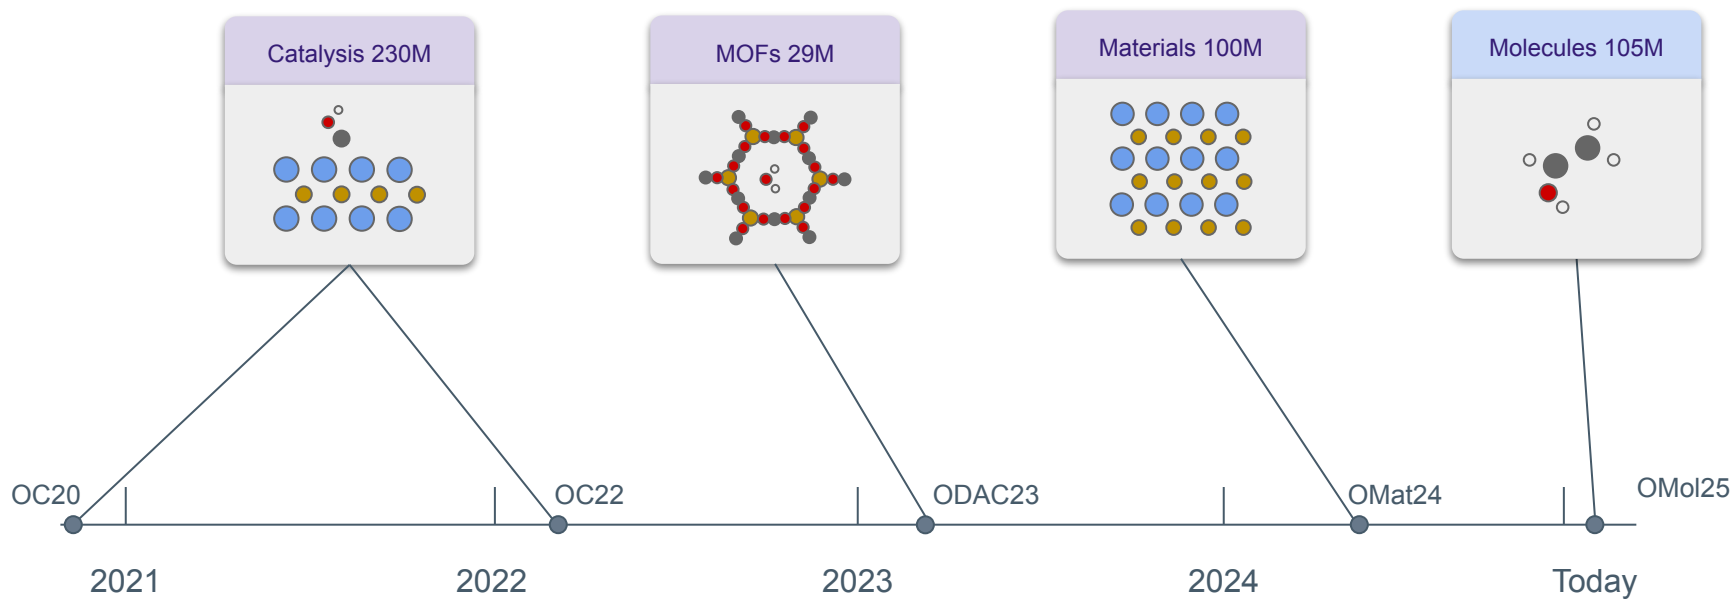 Catalysis 230M
MOFs 29M
Materials 100M
Molecules 105M
OC20
OC22
ODAC23
OMat24
OMol25
2021
2022
2023
2024
Today